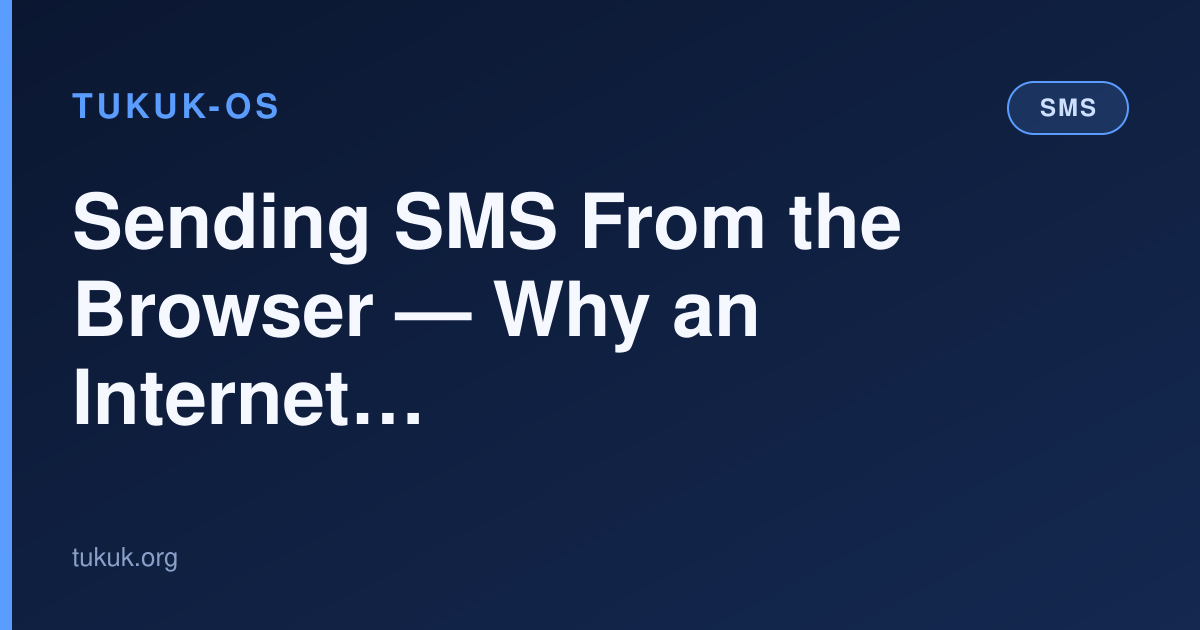 TUKUK-OS
SMS
Sending SMS From the
Browser — Why an
Internet…
tukuk.org